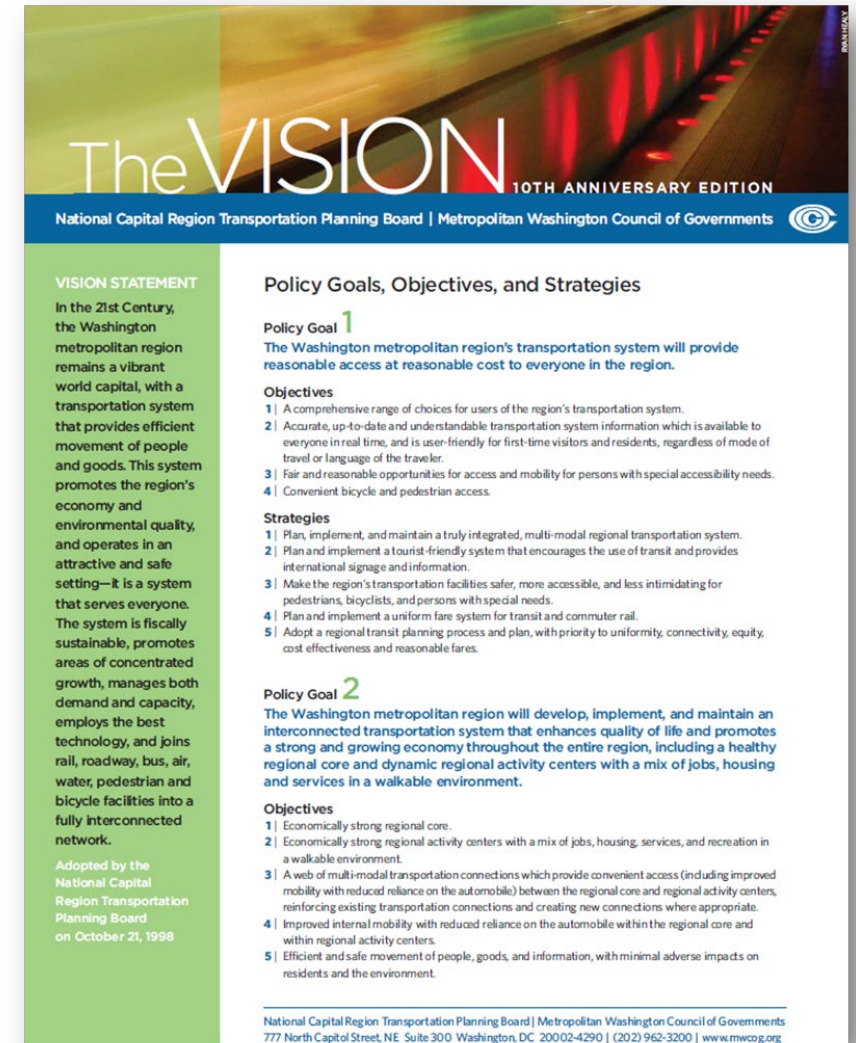 RYAN HEALY
The VISION
10TH ANNIVERSARY EDITION
National Capital Region Transportation Planning Board | Metropolitan Washington Council of Governments
VISION STATEMENT
In the 21st Century,
the Washington
metropolitan region
remains a vibrant
world capital, with a
transportation system
that provides efficient
movement of people
and goods. This system
promotes the region's
economy and
environmental quality,
and operates in an
attractive and safe
setting—it is a system
that serves everyone.
The system is fiscally
sustainable, promotes
areas of concentrated
growth, manages both
demand and capacity,
employs the best
technology, and joins
rail, roadway, bus, air,
water, pedestrian and
bicycle facilities into a
fully interconnected
network.
Adopted by the
National Capital
Region Transportation
Planning Board
on October 21, 1998
Policy Goals, Objectives, and Strategies
Policy Goal 1
The Washington metropolitan region's transportation system will provide
reasonable access at reasonable cost to everyone in the region.
Objectives
1 | A comprehensive range of choices for users of the region's transportation system.
2 | Accurate, up-to-date and understandable transportation system information which is available to
everyone in real time, and is user-friendly for first-time visitors and residents, regardless of mode of
travel or language of the traveler.
3 | Fair and reasonable opportunities for access and mobility for persons with special accessibility needs.
4 | Convenient bicycle and pedestrian access.
Strategies
1 | Plan, implement, and maintain a truly integrated, multi-modal regional transportation system.
2 | Plan and implement a tourist-friendly system that encourages the use of transit and provides
international signage and information.
3 | Make the region's transportation facilities safer, more accessible, and less intimidating for
pedestrians, bicyclists, and persons with special needs.
4 | Plan and implement a uniform fare system for transit and commuter rail.
5 | Adopt a regional transit planning process and plan, with priority to uniformity, connectivity, equity,
cost effectiveness and reasonable fares.
Policy Goal 2
The Washington metropolitan region will develop, implement, and maintain an
interconnected transportation system that enhances quality of life and promotes
a strong and growing economy throughout the entire region, including a healthy
regional core and dynamic regional activity centers with a mix of jobs, housing
and services in a walkable environment.
Objectives
1 | Economically strong regional core.
2 | Economically strong regional activity centers with a mix of jobs, housing, services, and recreation in
a walkable environment.
3 | A web of multi-modal transportation connections which provide convenient access (including improved
mobility with reduced reliance on the automobile) between the regional core and regional activity centers,
reinforcing existing transportation connections and creating new connections where appropriate.
4 | Improved internal mobility with reduced reliance on the automobile within the regional core and
within regional activity centers.
5 | Efficient and safe movement of people, goods, and information, with minimal adverse impacts on
residents and the environment.
National Capital Region Transportation Planning Board | Metropolitan Washington Council of Governments
777 North Capitol Street, NE Suite 300 Washington, DC 20002-4290 | (202) 962-3200 | www.mwcog.org